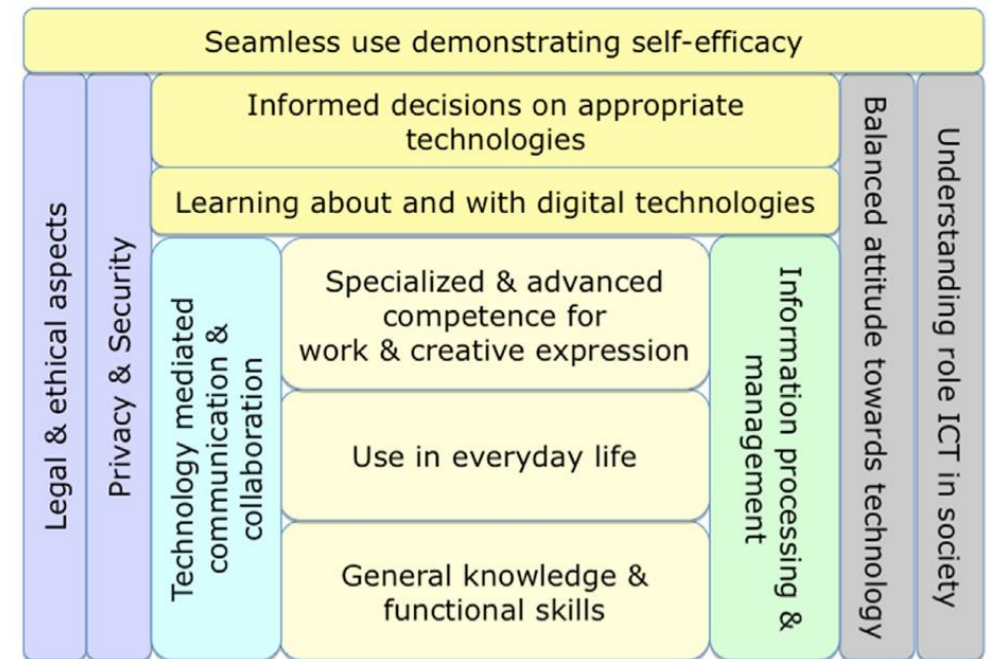 Seamless use demonstrating self-efficacy
Legal & ethical aspects
Privacy & Security
Informed decisions on appropriate
technologies
Learning about and with digital technologies
Technology mediated
communication &
collaboration
Specialized & advanced
competence for
work & creative expression
Use in everyday life
General knowledge &
functional skills
Information processing &
management
Balanced attitude towards technology
Understanding role ICT in society